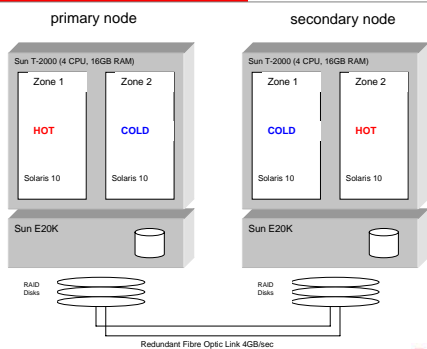 primary node
secondary node
Sun T-2000 (4 CPU, 16GB RAM)
Sun T-2000 (4 CPU, 16GB RAM)
Zone 1
Zone 2
Zone 1
Zone 2
HOT
COLD
COLD
HOT
Solaris 10
Solaris 10
Solaris 10
Solaris 10
Sun E20K
Sun E20K
RAID
Disks
RAID
Disks
Redundant Fibre Optic Link 4GB/sec